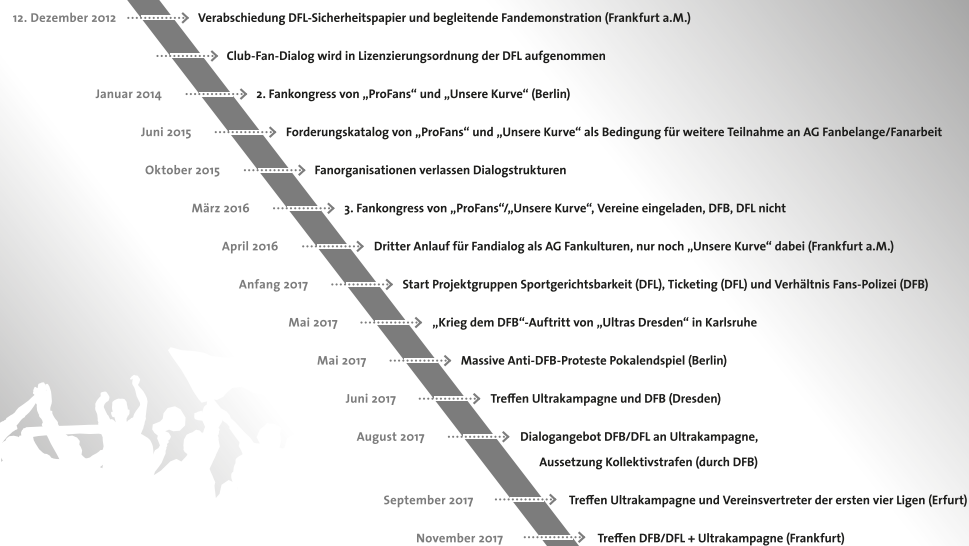 12. Dezember 2012 Verabschiedung DFL-Sicherheitspapier und begleitende Fandemonstration (Frankfurt a.M.)
Club-Fan-Dialog wird in Lizenzierungsordnung der DFL aufgenommen
Januar 2014 2. Fankongress von „ProFans“ und „Unsere Kurve“ (Berlin)
Juni 2015 Forderungskatalog von „ProFans“ und „Unsere Kurve“ als Bedingung für weitere Teilnahme an AG Fanbelange/Fanarbeit
Oktober 2015 Fanorganisationen verlassen Dialogstrukturen
März 2016 3. Fankongress von „ProFans“/„Unsere Kurve“, Vereine eingeladen, DFB, DFL nicht
April 2016 Dritter Anlauf für Fandialog als AG Fankulturen, nur noch „Unsere Kurve“ dabei (Frankfurt a.M.)
Anfang 2017 Start Projektgruppen Sportgerichtsbarkeit (DFL), Ticketing (DFL) und Verhältnis Fans-Polizei (DFB)
Mai 2017 „Krieg dem DFB“-Auftritt von „Ultras Dresden“ in Karlsruhe
Mai 2017 Massive Anti-DFB-Proteste Pokalendspiel (Berlin)
Juni 2017 Treffen Ultrakampagne und DFB (Dresden)
August 2017 Dialogangebot DFB/DFL an Ultrakampagne,
Aussetzung Kollektivstrafen (durch DFB)
September 2017 Treffen Ultrakampagne und Vereinsvertreter der ersten vier Ligen (Erfurt)
November 2017 Treffen DFB/DFL + Ultrakampagne (Frankfurt)